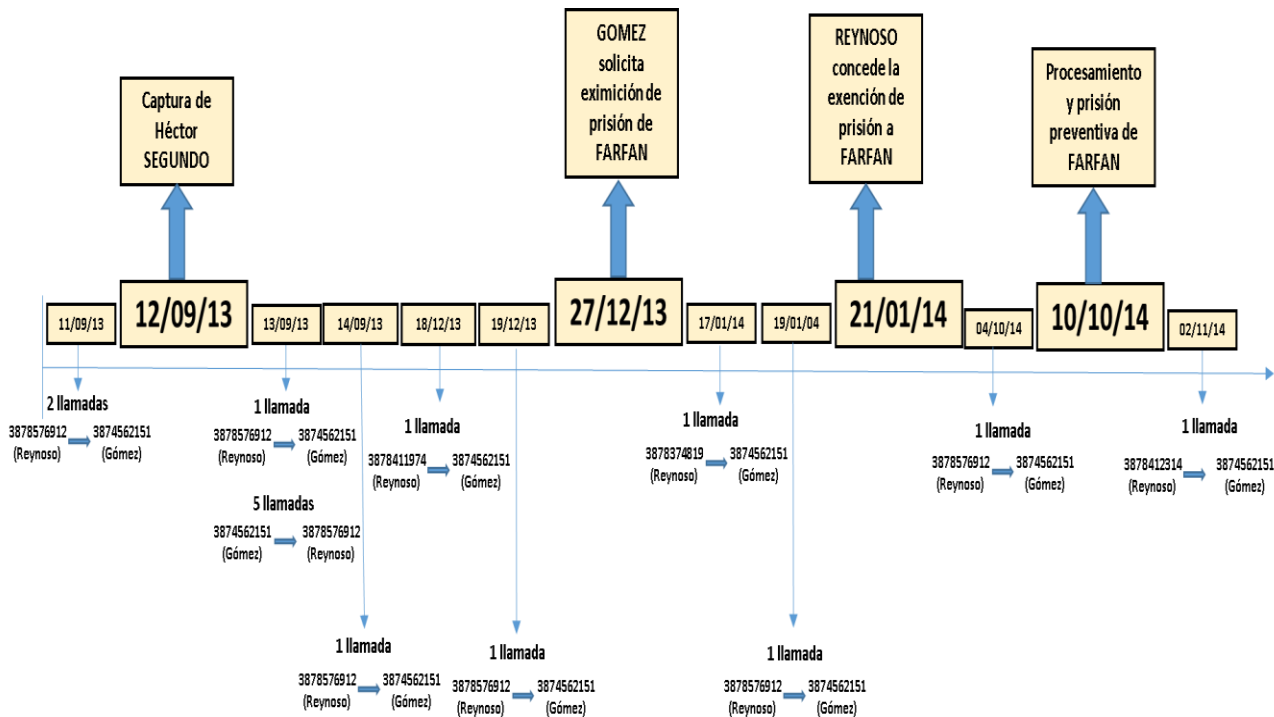 Captura de
Héctor
SEGUNDO
GOMEZ
solicita
eximición de
prisión de
FARFAN
REYNOSO
concede la
exención de
prisión a
FARFAN
Procesamiento
y prisión
preventiva de
FARFAN
11/09/13
12/09/13
13/09/13
14/09/13
18/12/13
19/12/13
27/12/13
17/01/14
19/01/04
21/01/14
04/10/14
10/10/14
02/11/14
2 llamadas
3878576912 3874562151
(Reynoso) (Gómez)
1 llamada
3878576912 3874562151
(Reynoso) (Gómez)
5 llamadas
3874562151 3878576912
(Gómez) (Reynoso)
1 llamada
3878576912 3874562151
(Reynoso) (Gómez)
1 llamada
3878411974 3874562151
(Reynoso) (Gómez)
1 llamada
3878576912 3874562151
(Reynoso) (Gómez)
1 llamada
3878374819 3874562151
(Reynoso) (Gómez)
1 llamada
3878576912 3874562151
(Reynoso) (Gómez)
1 llamada
3878576912 3874562151
(Reynoso) (Gómez)
1 llamada
3878412314 3874562151
(Reynoso) (Gómez)